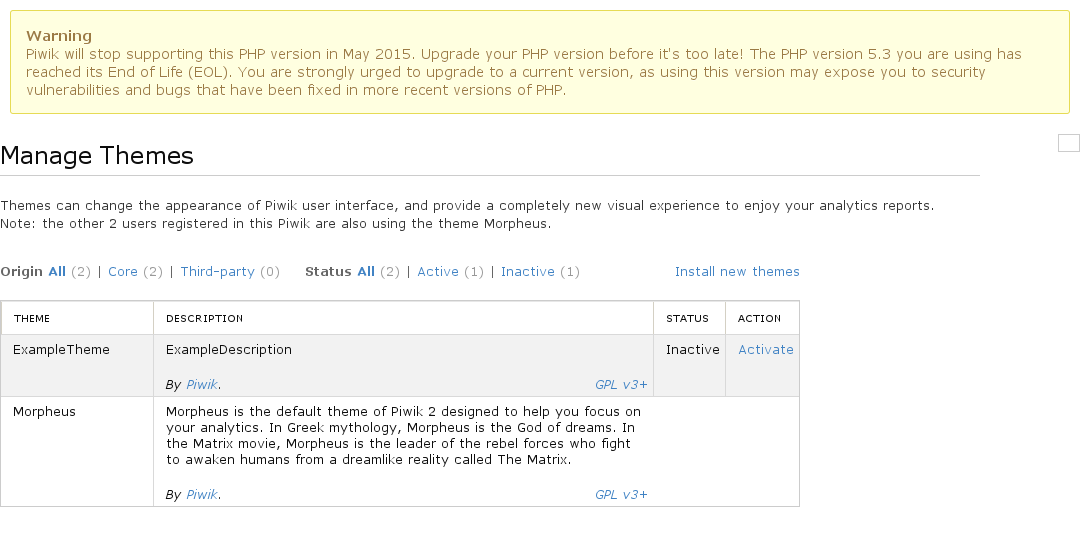 Warning
Piwik will stop supporting this PHP version in May 2015. Upgrade your PHP version before it's too late! The PHP version 5.3 you are using has
reached its End of Life (EOL). You are strongly urged to upgrade to a current version, as using this version may expose you to security
vulnerabilities and bugs that have been fixed in more recent versions of PHP.
Manage Themes
Themes can change the appearance of Piwik user interface, and provide a completely new visual experience to enjoy your analytics reports.
Note: the other 2 users registered in this Piwik are also using the theme Morpheus.
Origin All (2) | Core (2) | Third-party (0) Status All (2) | Active (1) | Inactive (1) Install new themes
THEME DESCRIPTION STATUS ACTION
ExampleTheme ExampleDescription Inactive Activate
By Piwik. GPL v3+
Morpheus Morpheus is the default theme of Piwik 2 designed to help you focus on
your analytics. In Greek mythology, Morpheus is the God of dreams. In
the Matrix movie, Morpheus is the leader of the rebel forces who fight
to awaken humans from a dreamlike reality called The Matrix.
By Piwik. GPL v3+